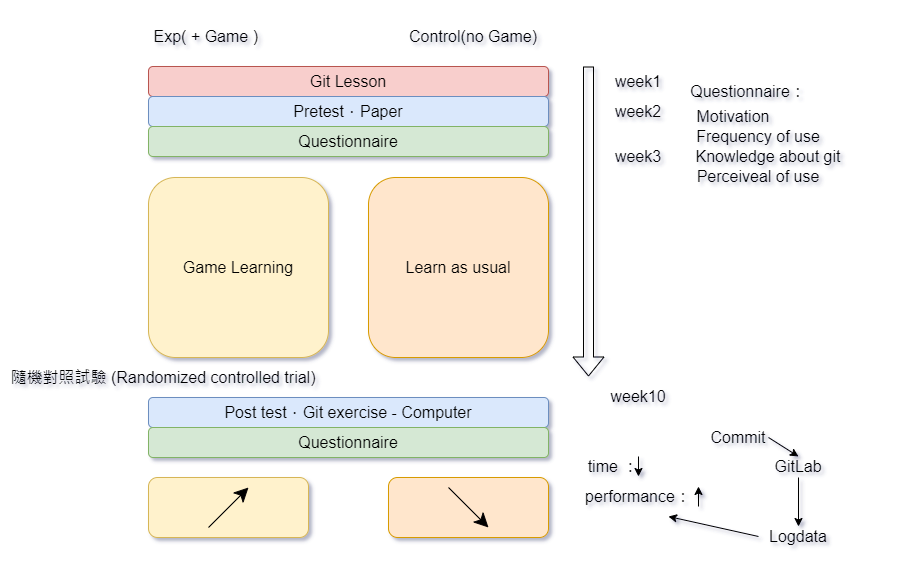 Exp( + Game )
Control(no Game)
Git Lesson
Pretest · Paper
Questionnaire
week1
week2
week3
Questionnaire：
Motivation
Frequency of use
Knowledge about git
Perceiveal of use
Game Learning
Learn as usual
隨機對照試驗 (Randomized controlled trial)
week10
Post test · Git exercise - Computer
Questionnaire
time ：
performance：
Commit
GitLab
Logdata